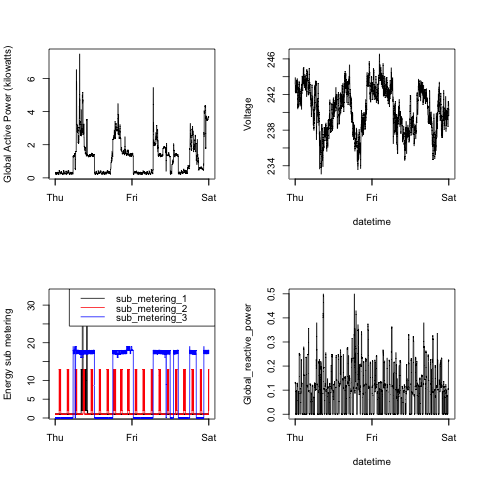 Global Active Power (kilowatts)
0 2 4 6
Thu Fri Sat
Voltage
234 238 242 246
Thu Fri Sat
datetime
Energy sub metering
0 5 10 20 30
sub_metering_1
sub_metering_2
sub_metering_3
Thu Fri Sat
Global_reactive_power
0.0 0.1 0.2 0.3 0.4 0.5
Thu Fri Sat
datetime